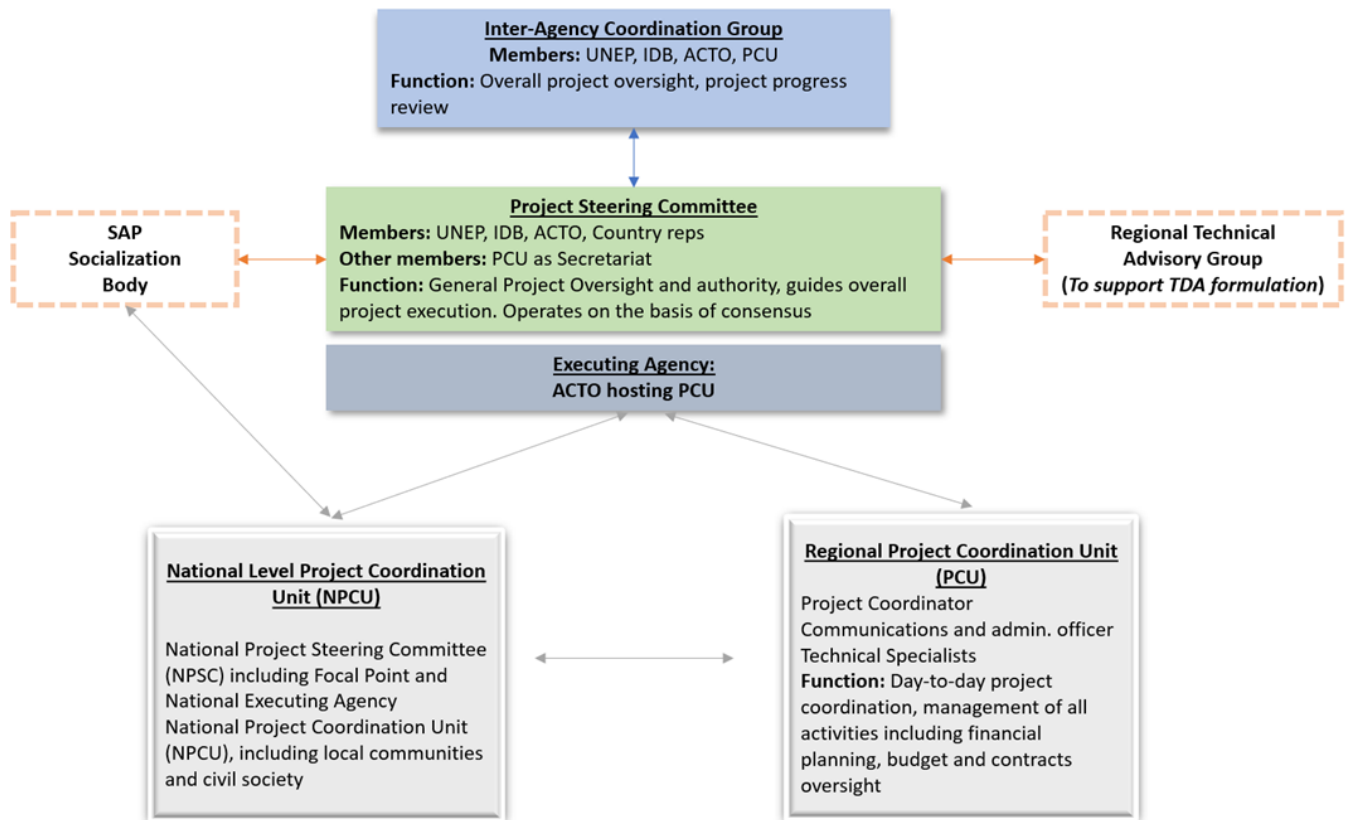 Inter-Agency Coordination Group
Members: UNEP, IDB, ACTO, PCU
Function: Overall project oversight, project progress
review
SAP
Socialization
Body
Project Steering Committee
Members: UNEP, IDB, ACTO, Country reps
Other members: PCU as Secretariat
Function: General Project Oversight and authority, guides overall
project execution. Operates on the basis of consensus
Regional Technical
Advisory Group
(To support TDA formulation)
Executing Agency:
ACTO hosting PCU
National Level Project Coordination
Unit (NPCU)
National Project Steering Committee
(NPSC) including Focal Point and
National Executing Agency
National Project Coordination Unit
(NPCU), including local communities
and civil society
Regional Project Coordination Unit
(PCU)
Project Coordinator
Communications and admin. officer
Technical Specialists
Function: Day-to-day project
coordination, management of all
activities including financial
planning, budget and contracts
oversight